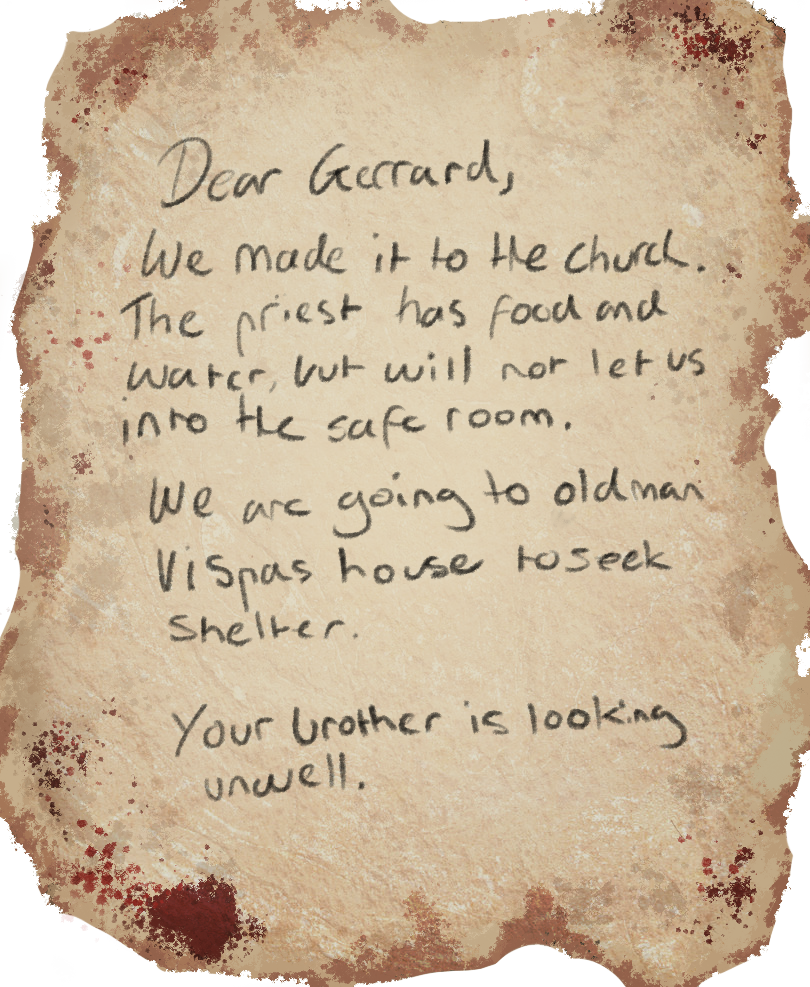 Dear Gerrard,
We made it to the church.
The priest has food and
water, but will not let us
into the safe room.
We are going to oldman
Vispas house to seek
Shelter.
Your brother is looking
unwell.